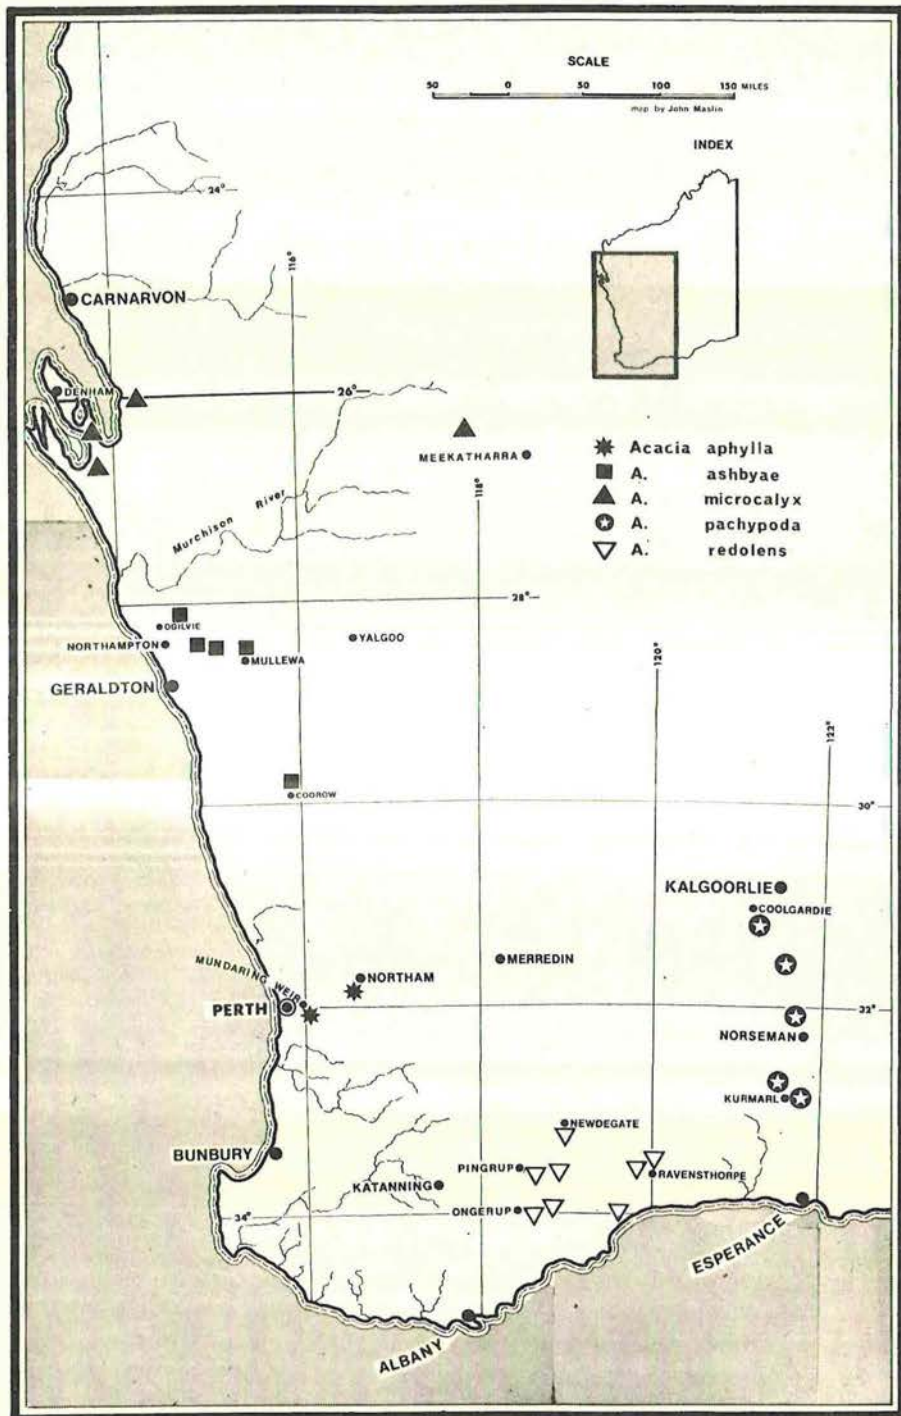 SCALE
50 0 50 100 150 MILES
map by John Maslin
INDEX
24°
116°
CARNARVON
DENHAM
26°
Acacia aphylla
A. ashbyae
A. microcalyx
A. pachypoda
A. redolens
MEEKATHARRA
118°
Murchison River
28°
OGILVIE
NORTHAMPTON
YALGOO
MULLEWA
GERALDTON
120°
122°
COOROW
30°
KALGOORLIE
COOLGARDIE
MERREDIN
MUNDARING WEIR
NORTHAM
PERTH
32°
NORSEMAN
KURMARL
NEWDEGATE
BUNBURY
PINGRUP
RAVENSTHORPE
KATANNING
ONGERUP
34°
ESPERANCE
ALBANY